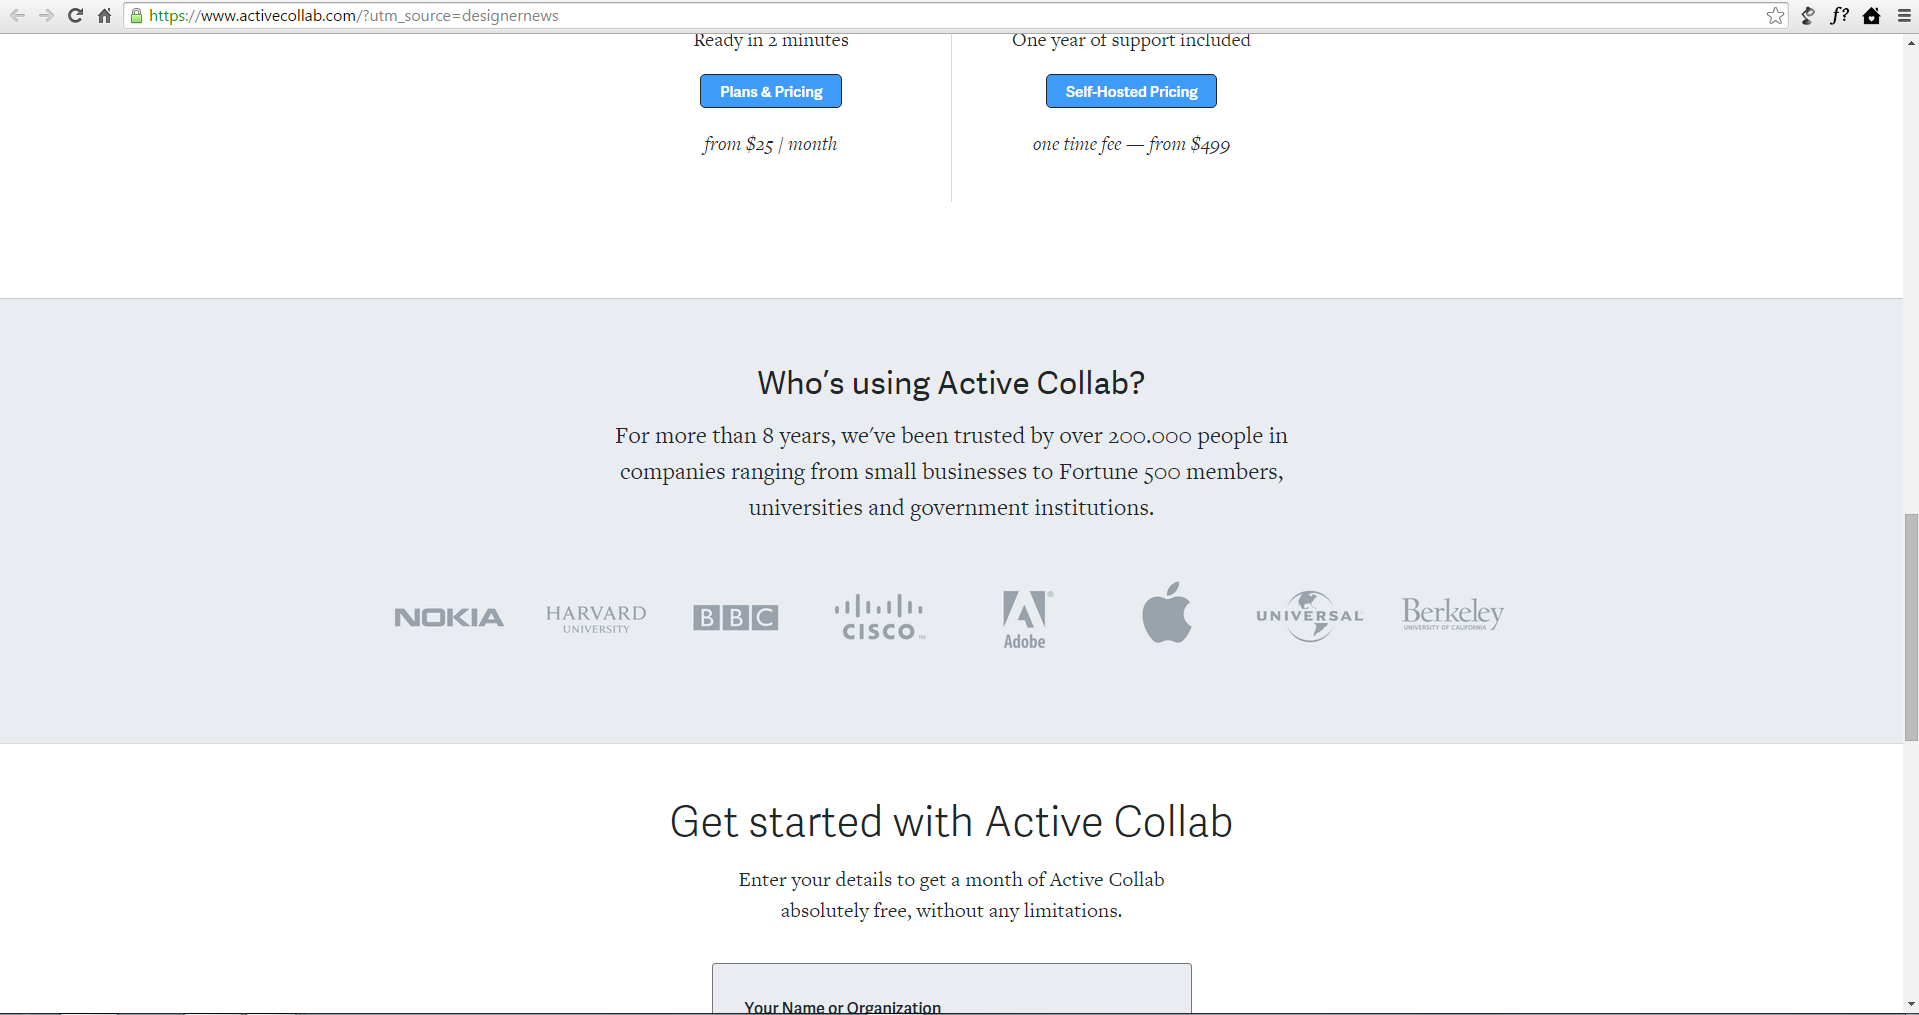 https://www.activecollab.com/?utm_source=designernews
f?
Ready in 2 minutes
One year of support included
Plans & Pricing
Self-Hosted Pricing
from $25 / month
one time fee — from $499
Who's using Active Collab?
For more than 8 years, we've been trusted by over 200.000 people in
companies ranging from small businesses to Fortune 500 members,
universities and government institutions.
NOKIA
HARVARD
UNIVERSITY
BBC
CISCO™
Adobe®
UNIVERSAL
Berkeley
UNIVERSITY OF CALIFORNIA
Get started with Active Collab
Enter your details to get a month of Active Collab
absolutely free, without any limitations.
Your Name or Organization